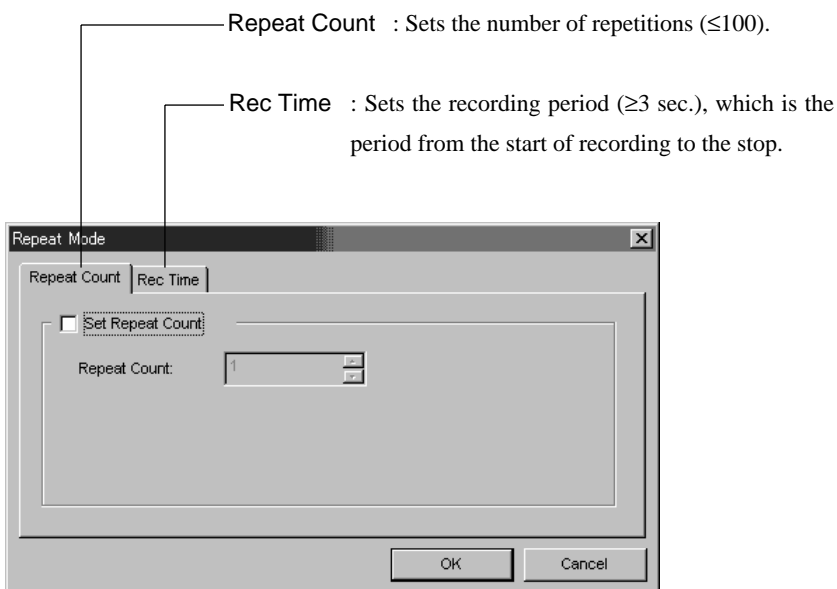 Repeat Count : Sets the number of repetitions (≤100).
Rec Time : Sets the recording period (≥3 sec.), which is the
period from the start of recording to the stop.
Repeat Mode
Repeat Count Rec Time
Set Repeat Count
Repeat Count: 1
OK Cancel